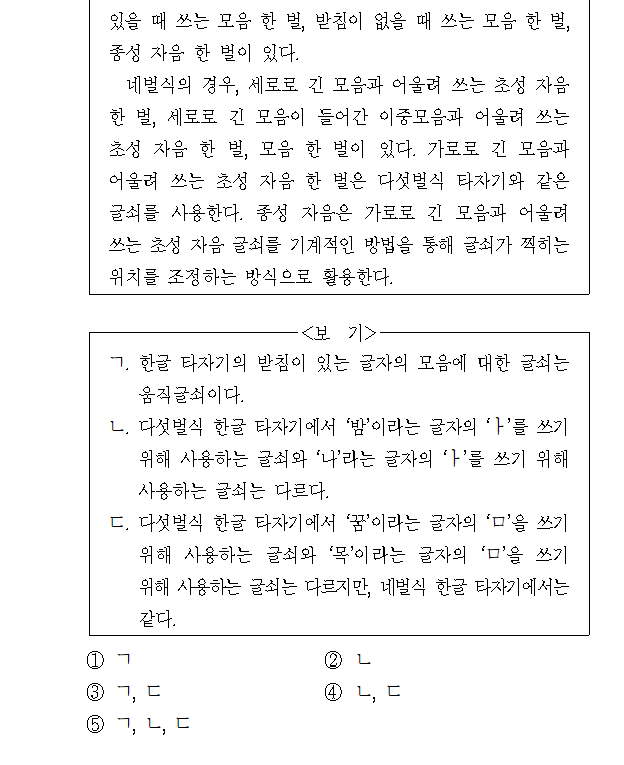 있을 때 쓰는 모음 한 벌, 받침이 없을 때 쓰는 모음 한 벌,
종성 자음 한 벌이 있다.
네벌식의 경우, 세로로 긴 모음과 어울려 쓰는 초성 자음
한 벌, 세로로 긴 모음이 들어간 이중모음과 어울려 쓰는
초성 자음 한 벌, 모음 한 벌이 있다. 가로로 긴 모음과
어울려 쓰는 초성 자음 한 벌은 다섯벌식 타자기와 같은
글쇠를 사용한다. 종성 자음은 가로로 긴 모음과 어울려
쓰는 초성 자음 글쇠를 기계적인 방법을 통해 글쇠가 찍히는
위치를 조정하는 방식으로 활용한다.
<보 기>
ㄱ. 한글 타자기의 받침이 있는 글자의 모음에 대한 글쇠는
움직글쇠이다.
ㄴ. 다섯벌식 한글 타자기에서 ‘밤’이라는 글자의 ‘ㅏ’를 쓰기
위해 사용하는 글쇠와 ‘나’라는 글자의 ‘ㅏ’를 쓰기 위해
사용하는 글쇠는 다르다.
ㄷ. 다섯벌식 한글 타자기에서 ‘꿈’이라는 글자의 ‘ㅁ’을 쓰기
위해 사용하는 글쇠와 ‘목’이라는 글자의 ‘ㅁ’을 쓰기
위해 사용하는 글쇠는 다르지만, 네벌식 한글 타자기에서는
같다.
① ㄱ ② ㄴ
③ ㄱ, ㄷ ④ ㄴ, ㄷ
⑤ ㄱ, ㄴ, ㄷ